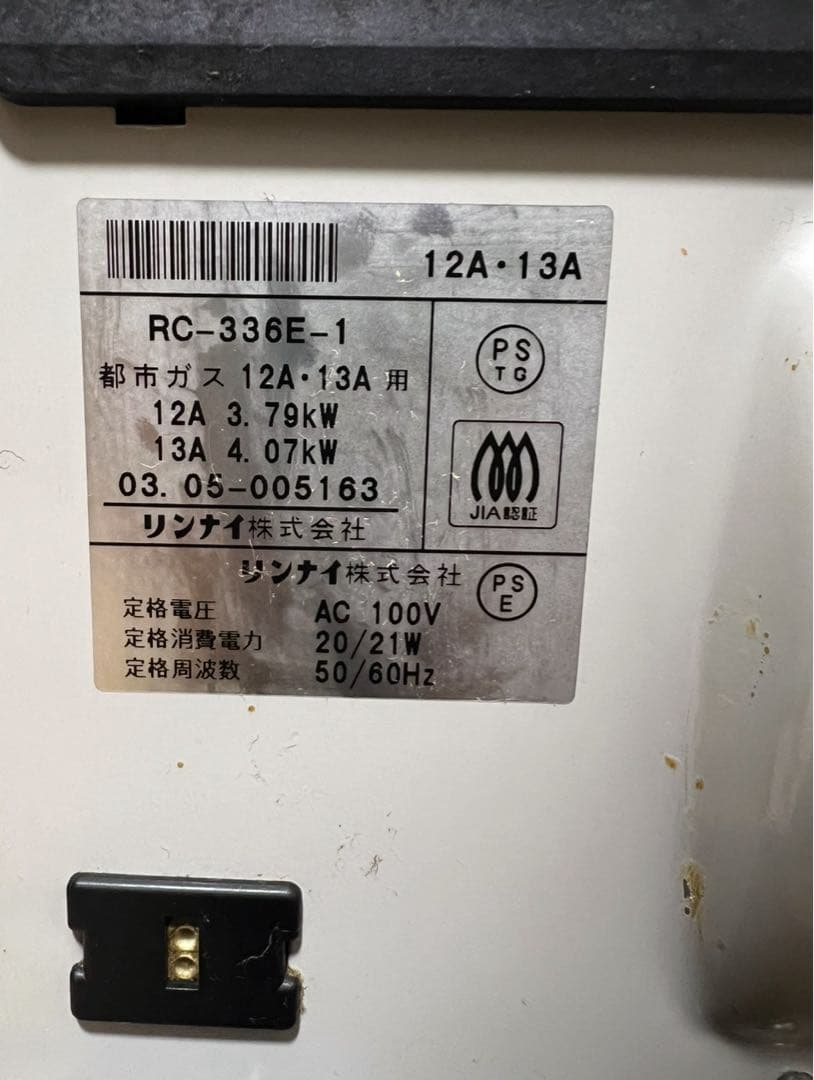 12A・13A
RC-336E-1
都市ガス 12A・13A 用
12A 3.79kW
13A 4.07kW
03.05-005163
リンナイ株式会社
PS
TG
JIA認証
リンナイ株式会社
PS
E
定格電圧 AC 100V
定格消費電力 20/21W
定格周波数 50/60Hz